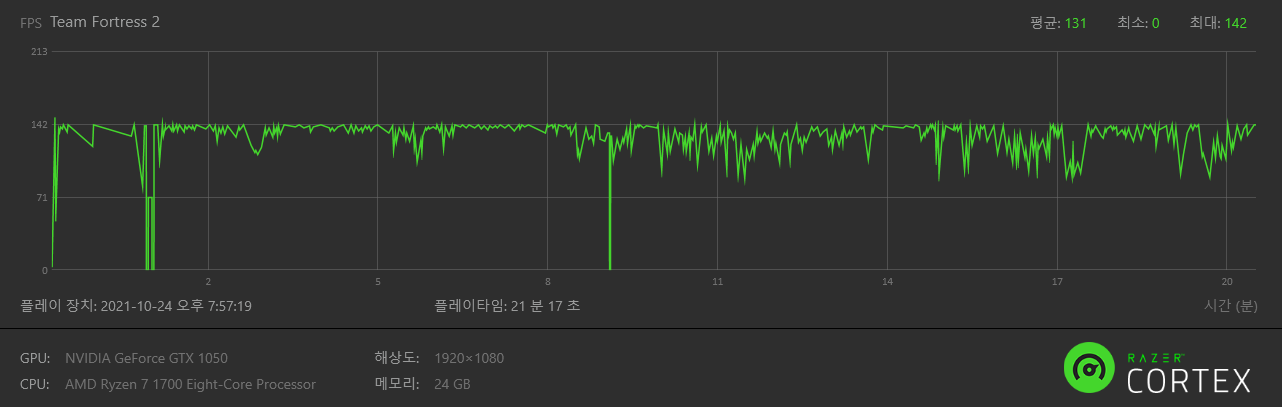 FPS Team Fortress 2 평균: 131 최소: 0 최대: 142
213
142
71
0
2 5 8 11 14 17 20
플레이 장치: 2021-10-24 오후 7:57:19 플레이타임: 21 분 17 초 시간 (분)
GPU: NVIDIA GeForce GTX 1050 해상도: 1920×1080
CPU: AMD Ryzen 7 1700 Eight-Core Processor 메모리: 24 GB
RAZER™
CORTEX